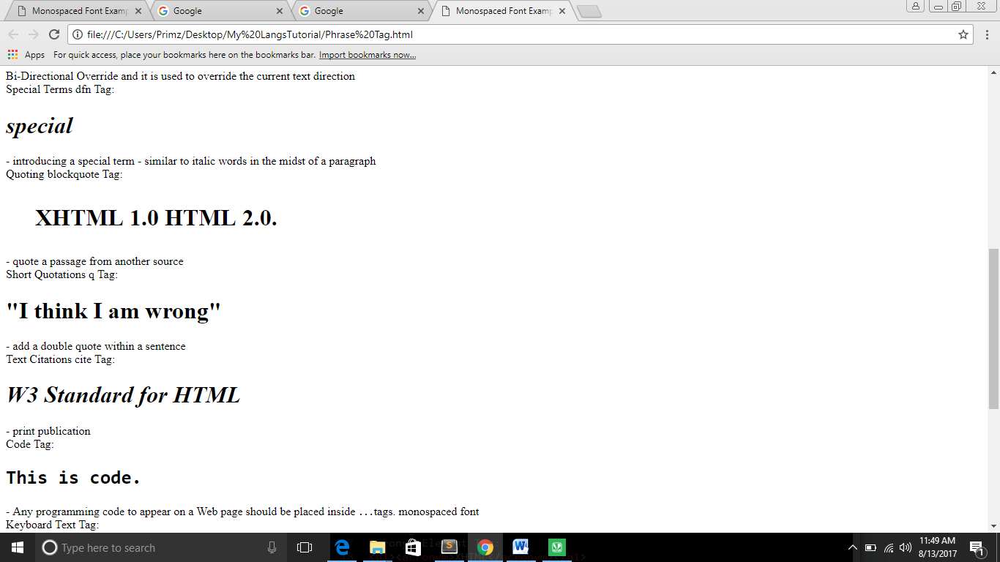 Monospaced Font Examp
Google
Google
Monospaced Font Examp
file:///C:/Users/Primz/Desktop/My%20LangsTutorial/Phrase%20Tag.html
Apps For quick access, place your bookmarks here on the bookmarks bar. Import bookmarks now...
Bi-Directional Override and it is used to override the current text direction
Special Terms dfn Tag:
special
- introducing a special term - similar to italic words in the midst of a paragraph
Quoting blockquote Tag:
XHTML 1.0 HTML 2.0.
- quote a passage from another source
Short Quotations q Tag:
"I think I am wrong"
- add a double quote within a sentence
Text Citations cite Tag:
W3 Standard for HTML
- print publication
Code Tag:
This is code.
- Any programming code to appear on a Web page should be placed inside ...tags. monospaced font
Keyboard Text Tag:
Type here to search
11:49 AM
8/13/2017
1